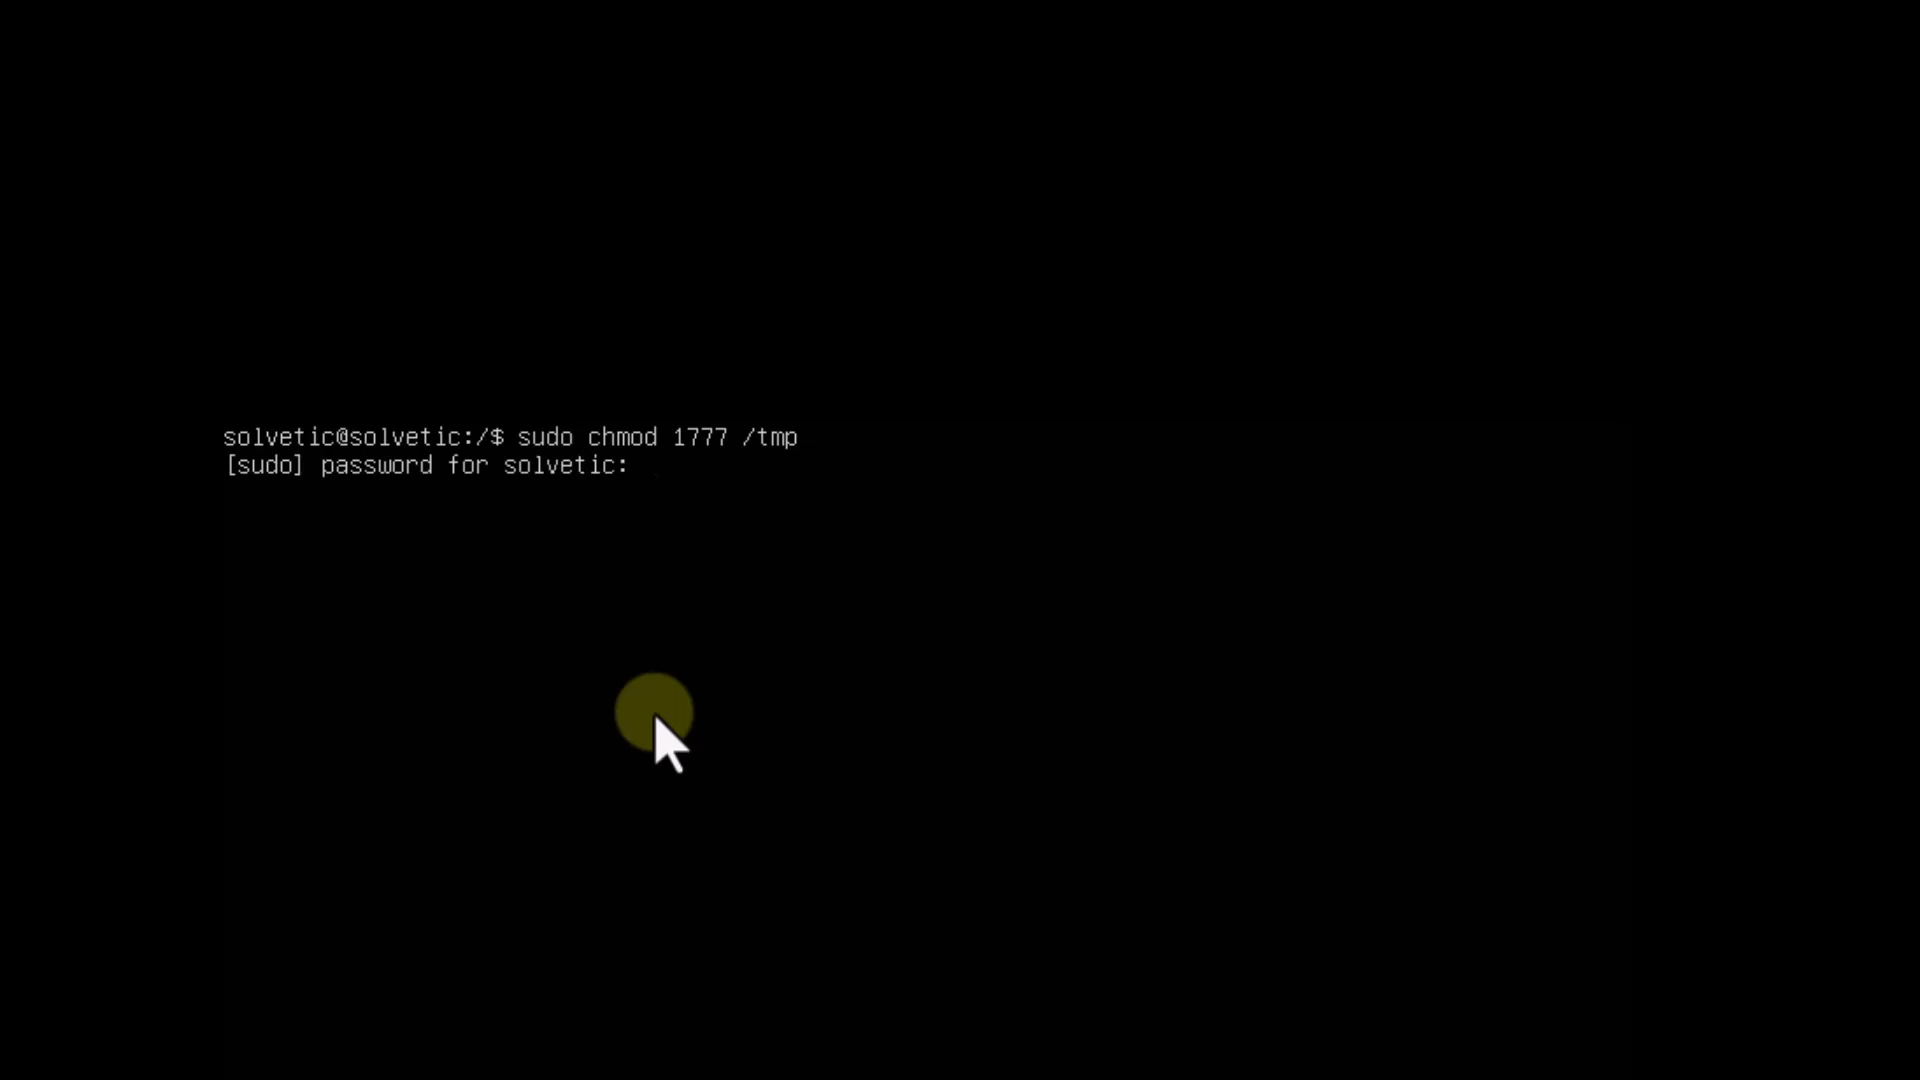 solvetic@solvetic:/$ sudo chmod 1777 /tmp
[sudo] password for solvetic: